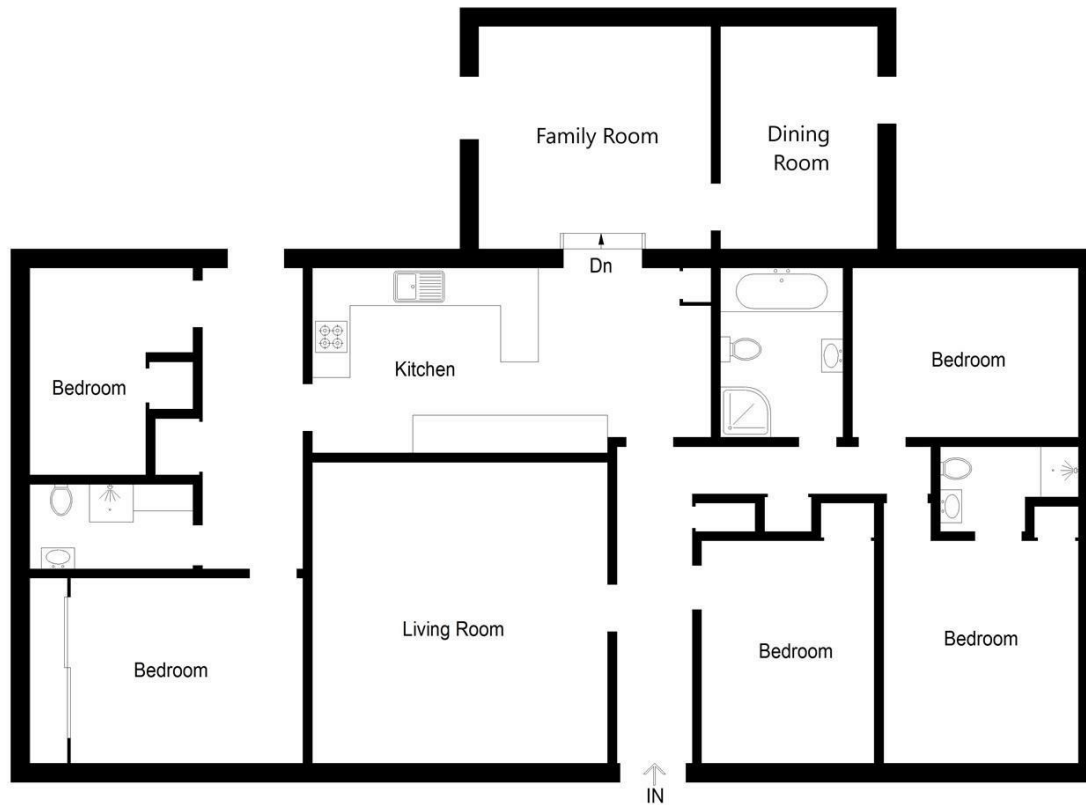 Family Room
Dining
Room
Dn
Kitchen
Bedroom
Bedroom
Living Room
Bedroom
Bedroom
Bedroom
IN